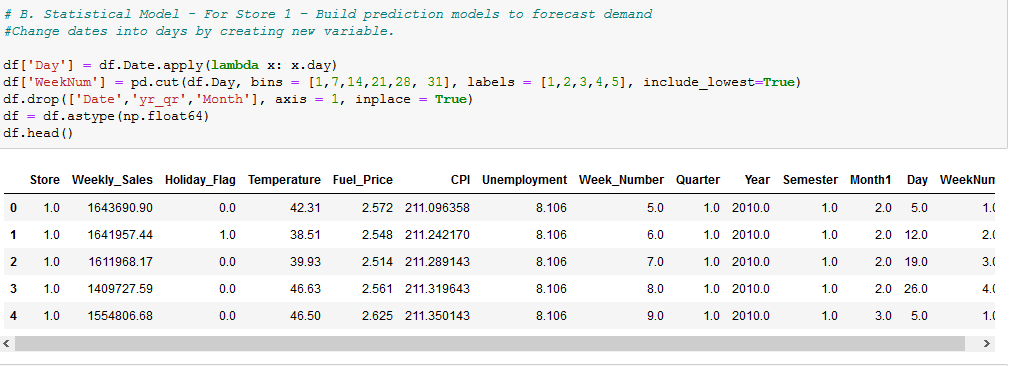 # B. Statistical Model - For Store 1 - Build prediction models to forecast demand
#Change dates into days by creating new variable.
df['Day'] = df.Date.apply(lambda x: x.day)
df['WeekNum'] = pd.cut(df.Day, bins = [1,7,14,21,28, 31], labels = [1,2,3,4,5], include_lowest=True)
df.drop(['Date','yr_qr','Month'], axis = 1, inplace = True)
df = df.astype(np.float64)
df.head()
Store Weekly_Sales Holiday_Flag Temperature Fuel_Price CPI Unemployment Week_Number Quarter Year Semester Month1 Day WeekNum
0 1.0 1643690.90 0.0 42.31 2.572 211.096358 8.106 5.0 1.0 2010.0 1.0 2.0 5.0 1.0
1 1.0 1641957.44 1.0 38.51 2.548 211.242170 8.106 6.0 1.0 2010.0 1.0 2.0 12.0 2.0
2 1.0 1611968.17 0.0 39.93 2.514 211.289143 8.106 7.0 1.0 2010.0 1.0 2.0 19.0 3.0
3 1.0 1409727.59 0.0 46.63 2.561 211.319643 8.106 8.0 1.0 2010.0 1.0 2.0 26.0 4.0
4 1.0 1554806.68 0.0 46.50 2.625 211.350143 8.106 9.0 1.0 2010.0 1.0 3.0 5.0 1.0